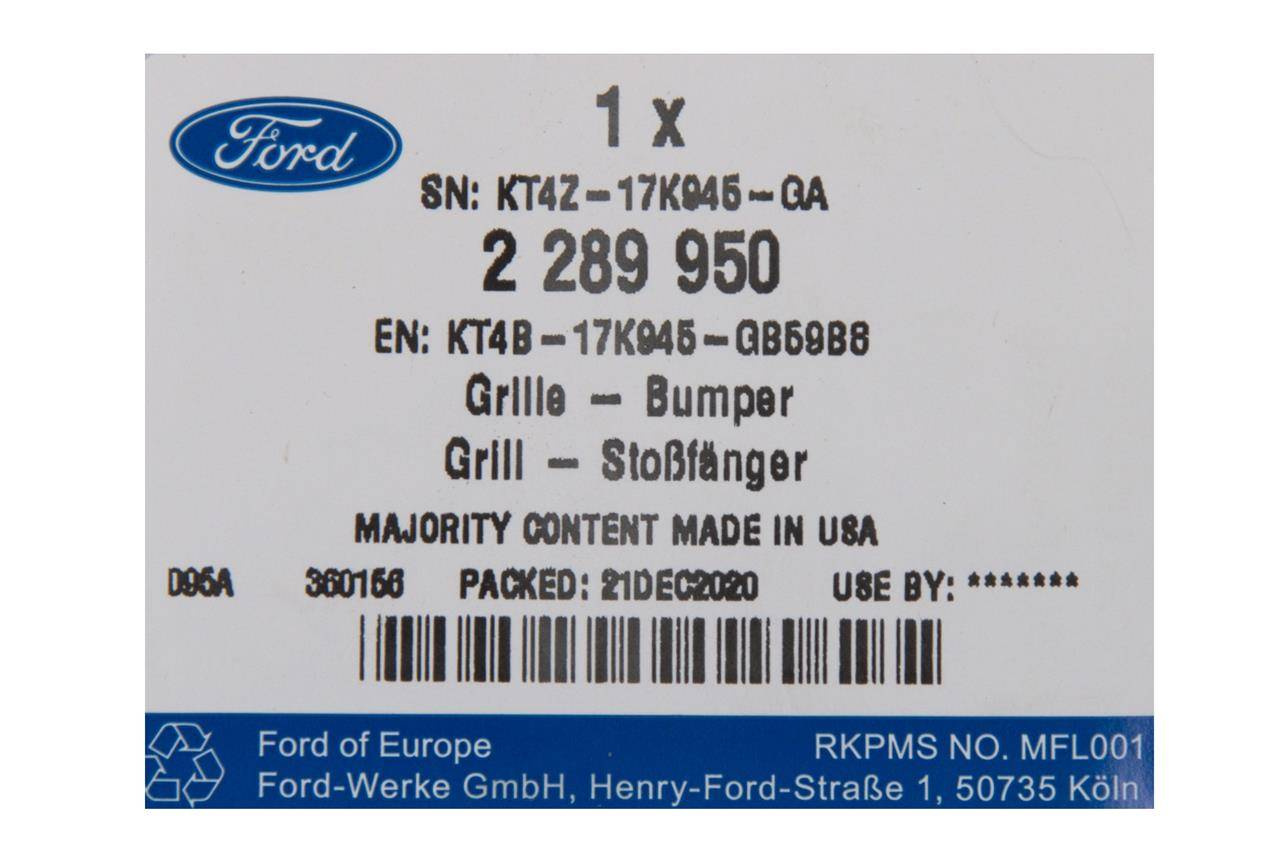 Ford
1 x
SN: KT4Z-17K945-GA
2 289 950
EN: KT4B-17K945-GB59B8
Grille - Bumper
Grill - Stoßfänger
MAJORITY CONTENT MADE IN USA
D95A 360156 PACKED: 21DEC2020 USE BY: *******
Ford of Europe RKPMS NO. MFL001
Ford-Werke GmbH, Henry-Ford-Straße 1, 50735 Köln